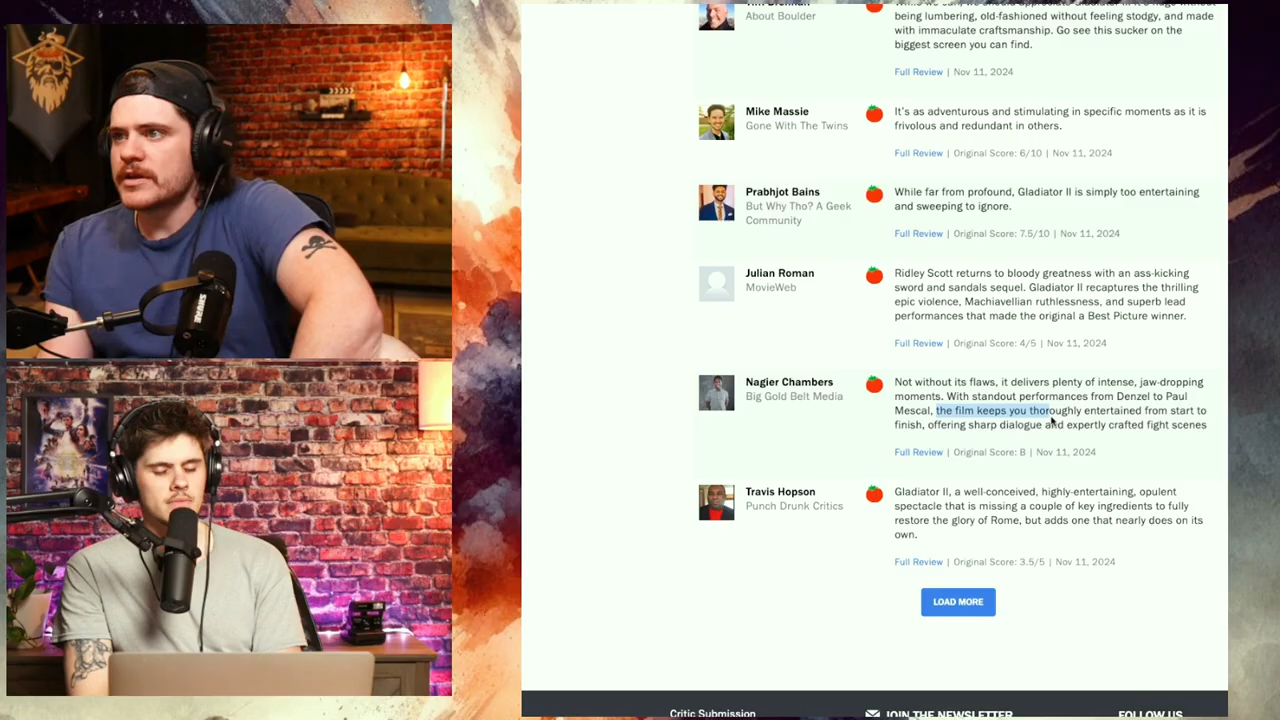 About Boulder
being lumbering, old-fashioned without feeling stodgy, and made
with immaculate craftsmanship. Go see this sucker on the
biggest screen you can find.
Full Review | Nov 11, 2024
Mike Massie
Gone With The Twins
It's as adventurous and stimulating in specific moments as it is
frivolous and redundant in others.
Full Review | Original Score: 6/10 | Nov 11, 2024
Prabhjot Bains
But Why Tho? A Geek
Community
While far from profound, Gladiator II is simply too entertaining
and sweeping to ignore.
Full Review | Original Score: 7.5/10 | Nov 11, 2024
Julian Roman
MovieWeb
Ridley Scott returns to bloody greatness with an ass-kicking
sword and sandals sequel. Gladiator II recaptures the thrilling
epic violence, Machiavellian ruthlessness, and superb lead
performances that made the original a Best Picture winner.
Full Review | Original Score: 4/5 | Nov 11, 2024
Nagier Chambers
Big Gold Belt Media
Not without its flaws, it delivers plenty of intense, jaw-dropping
moments. With standout performances from Denzel to Paul
Mescal, the film keeps you thoroughly entertained from start to
finish, offering sharp dialogue and expertly crafted fight scenes
Full Review | Original Score: B | Nov 11, 2024
Travis Hopson
Punch Drunk Critics
Gladiator II, a well-conceived, highly-entertaining, opulent
spectacle that is missing a couple of key ingredients to fully
restore the glory of Rome, but adds one that nearly does on its
own.
Full Review | Original Score: 3.5/5 | Nov 11, 2024
LOAD MORE
Critic Submission
JOIN THE NEWSLETTER
FOLLOW US
SHURE